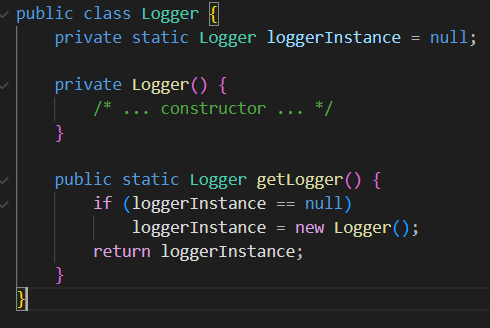 public class Logger {
    private static Logger loggerInstance = null;
    private Logger() {
        /* ... constructor ... */
    }
    public static Logger getLogger() {
        if (loggerInstance == null)
            loggerInstance = new Logger();
        return loggerInstance;
    }
}